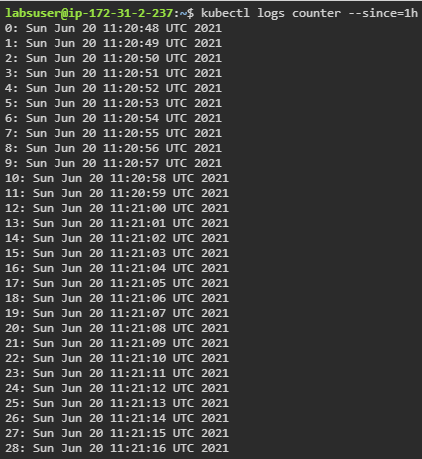 labsuser@ip-172-31-2-237:~$ kubectl logs counter --since=1h
0: Sun Jun 20 11:20:48 UTC 2021
1: Sun Jun 20 11:20:49 UTC 2021
2: Sun Jun 20 11:20:50 UTC 2021
3: Sun Jun 20 11:20:51 UTC 2021
4: Sun Jun 20 11:20:52 UTC 2021
5: Sun Jun 20 11:20:53 UTC 2021
6: Sun Jun 20 11:20:54 UTC 2021
7: Sun Jun 20 11:20:55 UTC 2021
8: Sun Jun 20 11:20:56 UTC 2021
9: Sun Jun 20 11:20:57 UTC 2021
10: Sun Jun 20 11:20:58 UTC 2021
11: Sun Jun 20 11:20:59 UTC 2021
12: Sun Jun 20 11:21:00 UTC 2021
13: Sun Jun 20 11:21:01 UTC 2021
14: Sun Jun 20 11:21:02 UTC 2021
15: Sun Jun 20 11:21:03 UTC 2021
16: Sun Jun 20 11:21:04 UTC 2021
17: Sun Jun 20 11:21:05 UTC 2021
18: Sun Jun 20 11:21:06 UTC 2021
19: Sun Jun 20 11:21:07 UTC 2021
20: Sun Jun 20 11:21:08 UTC 2021
21: Sun Jun 20 11:21:09 UTC 2021
22: Sun Jun 20 11:21:10 UTC 2021
23: Sun Jun 20 11:21:11 UTC 2021
24: Sun Jun 20 11:21:12 UTC 2021
25: Sun Jun 20 11:21:13 UTC 2021
26: Sun Jun 20 11:21:14 UTC 2021
27: Sun Jun 20 11:21:15 UTC 2021
28: Sun Jun 20 11:21:16 UTC 2021